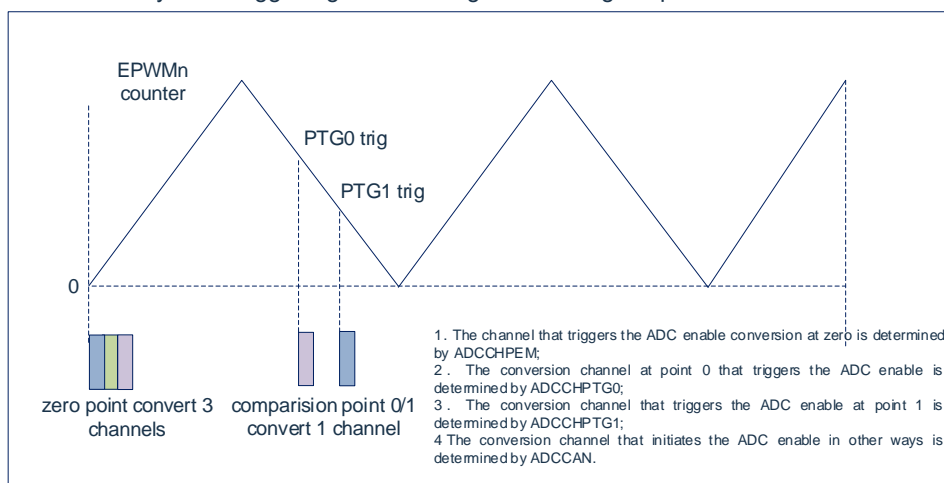 EPWMn
counter
PTG0 trig
PTG1 trig
0
zero point convert 3
channels
comparision point 0/1
convert 1 channel
1. The channel that triggers the ADC enable conversion at zero is determined
by ADCCHPEM;
2. The conversion channel at point 0 that triggers the ADC enable is
determined by ADCCHPTG0;
3. The conversion channel that triggers the ADC enable at point 1 is
determined by ADCCHPTG1;
4 The conversion channel that initiates the ADC enable in other ways is
determined by ADCCAN.